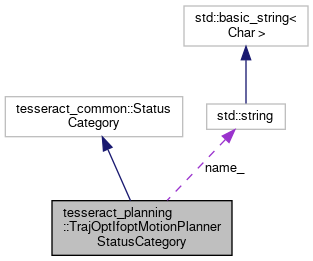 std::basic_string<
Char >
tesseract_common::Status
Category
std::string
name_
tesseract_planning
::TrajOptIfoptMotionPlanner
StatusCategory